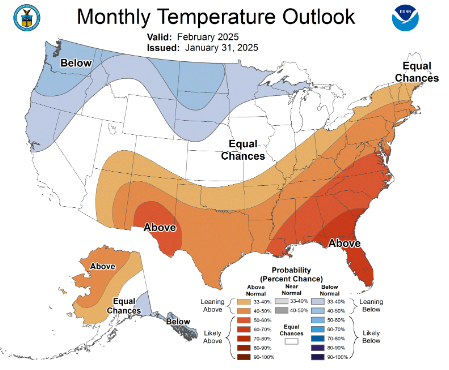 Monthly Temperature Outlook
Valid: February 2025
Issued: January 31, 2025
Below
Equal
Chances
Equal
Chances
Above
Above
Above
Equal
Chances
Below
Probability
(Percent Chance)
Above
Normal
Near
Normal
Below
Normal
Leaning
Above
33-40%
33-40%
33-40%
Leaning
Below
40-50%
40-50%
40-50%
50-60%
50-60%
Likely
Above
60-70%
Equal
Chances
60-70%
Likely
Below
70-80%
70-80%
80-90%
80-90%
90-100%
90-100%